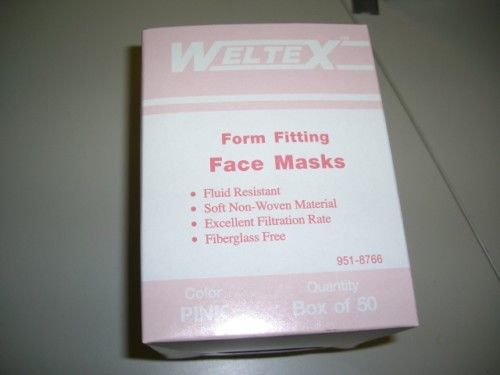 WELTEX™
Form Fitting
Face Masks
• Fluid Resistant
• Soft Non-Woven Material
• Excellent Filtration Rate
• Fiberglass Free
951-8766
Color Quantity
PINK Box of 50